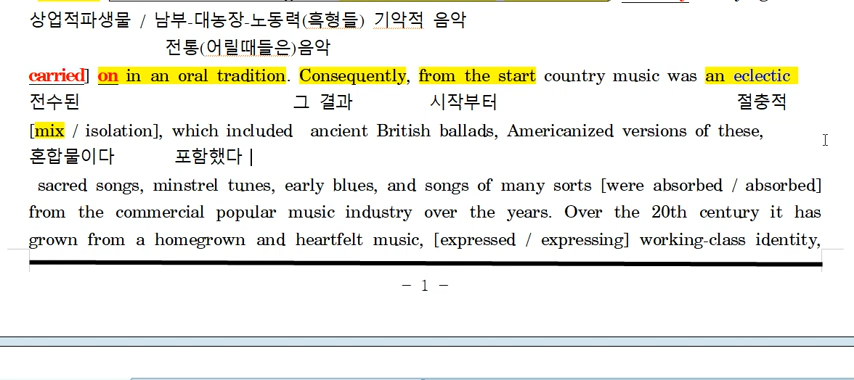 상업적파생물 / 남부-대농장-노동력(흑형들) 기악적 음악
전통(어릴때들은)음악
carried] on in an oral tradition. Consequently, from the start country music was an eclectic
전수된 그 결과 시작부터 절충적
[mix / isolation], which included ancient British ballads, Americanized versions of these,
혼합물이다 포함했다
sacred songs, minstrel tunes, early blues, and songs of many sorts [were absorbed / absorbed]
from the commercial popular music industry over the years. Over the 20th century it has
grown from a homegrown and heartfelt music, [expressed / expressing] working-class identity,
- 1 -